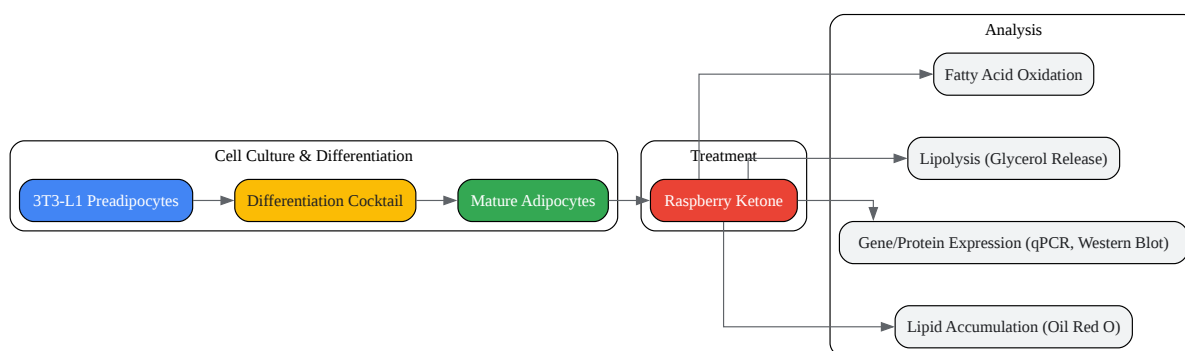 Cell Culture & Differentiation
3T3-L1 Preadipocytes
Differentiation Cocktail
Mature Adipocytes
Treatment
Raspberry Ketone
Analysis
Fatty Acid Oxidation
Lipolysis (Glycerol Release)
Gene/Protein Expression (qPCR, Western Blot)
Lipid Accumulation (Oil Red O)